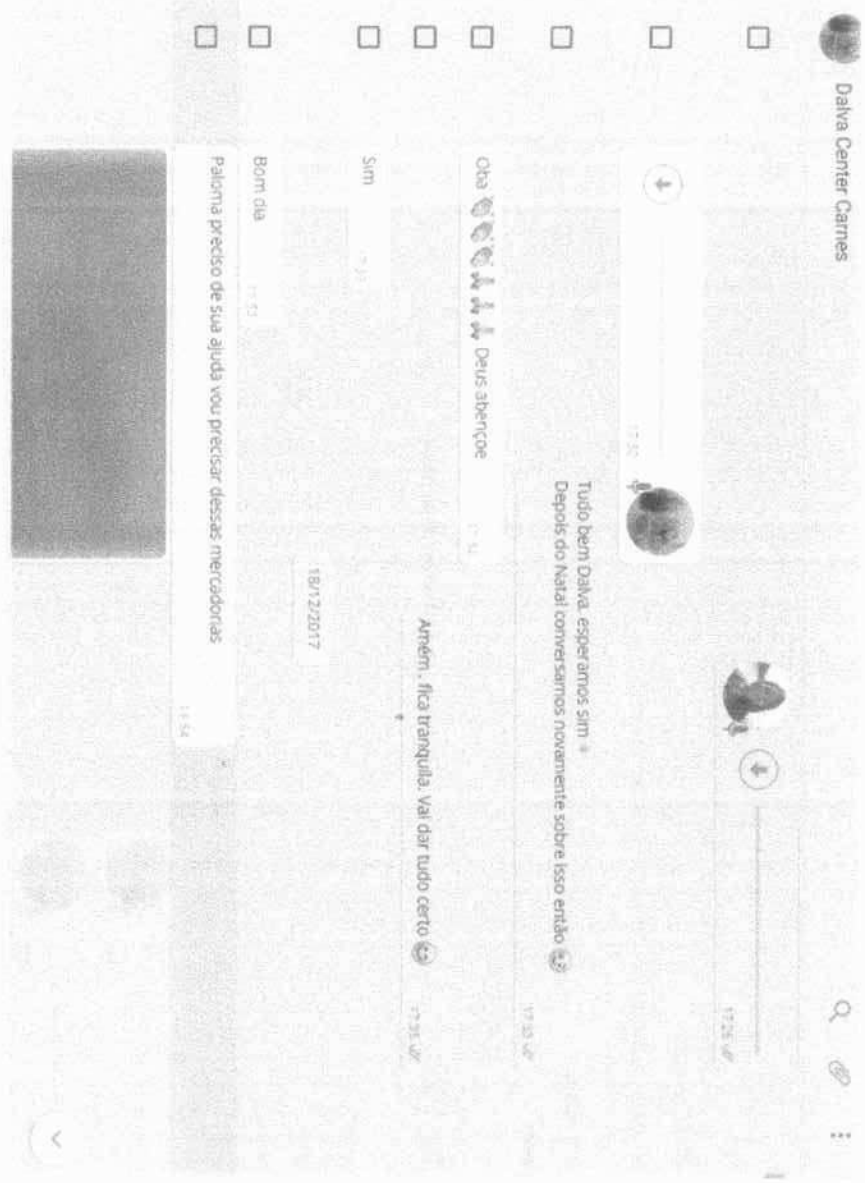 Dalva Center Carnes
17:26
17:30
Tudo bem Dalva, esperamos sim
Depois do Natal conversamos novamente sobre isso então
17:30
Oba 👏👏👏🙏🙏🙏 Deus abençoe
Amém , fica tranquila. Vai dar tudo certo
17:35
Sim
18/12/2017
Bom dia
Paloma preciso de sua ajuda vou precisar dessas mercadorias